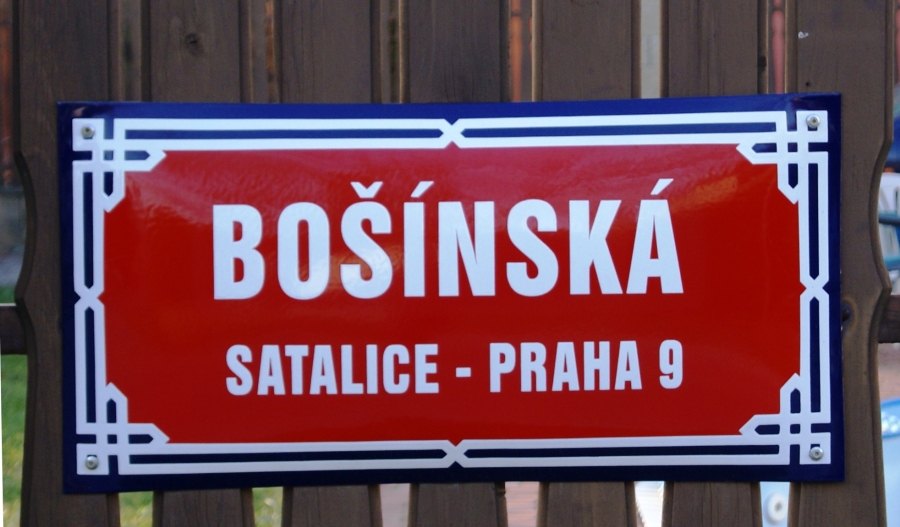 BOŠÍNSKÁ
SATALICE - PRAHA 9